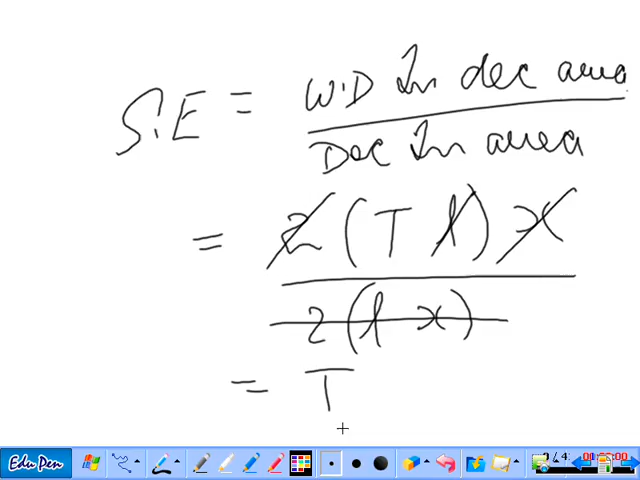 S.E = W.D In dec area
Dec In area
= 2 (T l) x
2 (l x)
= T
Edu Pen